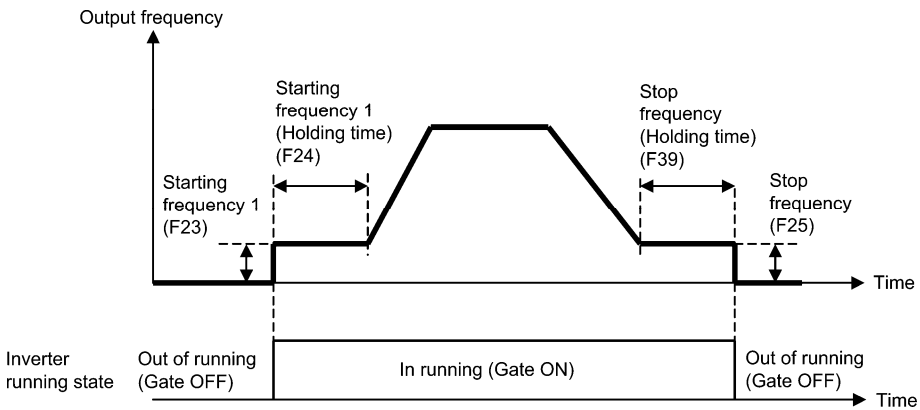 Output frequency
Starting
frequency 1
(Holding time)
(F24)
Stop
frequency
(Holding time)
(F39)
Starting
frequency 1
(F23)
Stop
frequency
(F25)
Time
Inverter
running state
Out of running
(Gate OFF)
In running (Gate ON)
Out of running
(Gate OFF)
Time